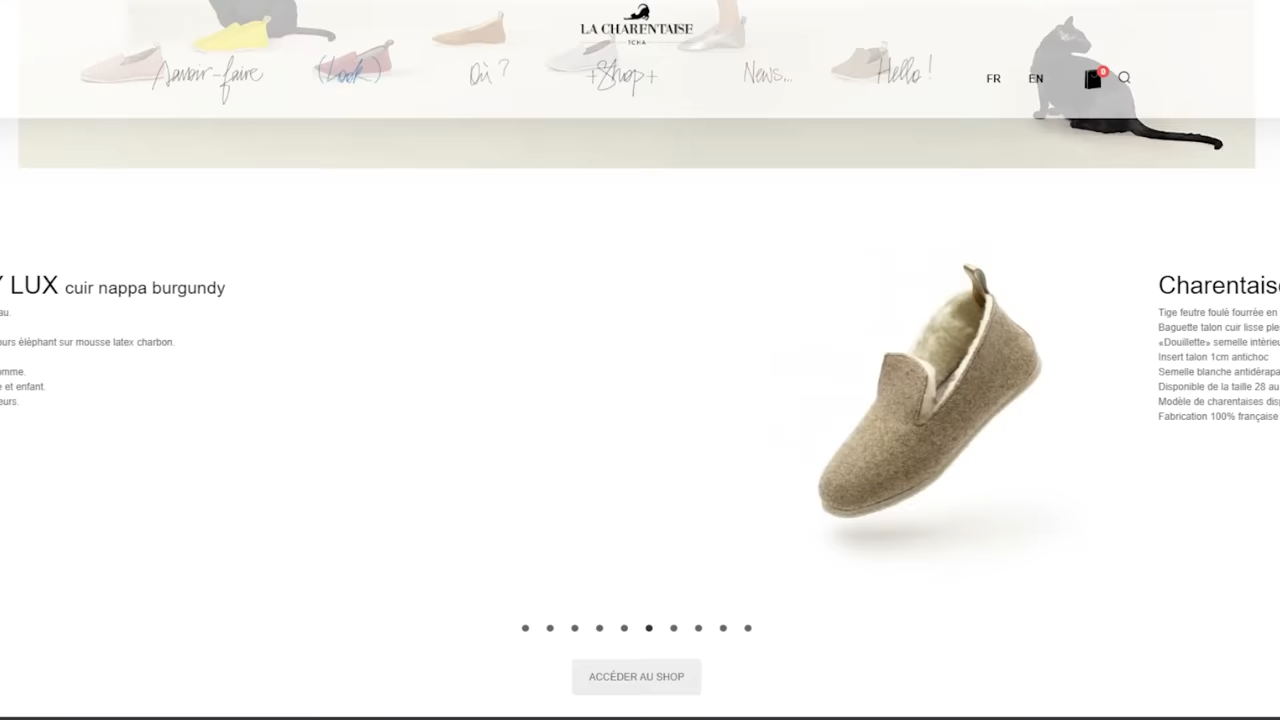 LA CHARENTAISE
TCHA
Savoir-faire
(Look)
Où ?
+Shop+
News...
Hello !
FR
EN
0
LUX cuir nappa burgundy
au.
ours éléphant sur mousse latex charbon.
omme.
e et enfant.
eurs.
Charentaise
Tige feutre foulé fourrée en
Baguette talon cuir lisse ple
«Douillette» semelle intérieu
Insert talon 1cm antichoc
Semelle blanche antidérapa
Disponible de la taille 28 au
Modèle de charentaises disp
Fabrication 100% française
ACCÉDER AU SHOP